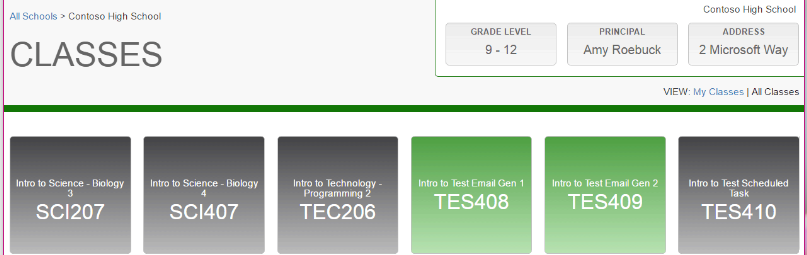 All Schools > Contoso High School
Contoso High School
CLASSES
GRADE LEVEL
9 - 12
PRINCIPAL
Amy Roebuck
ADDRESS
2 Microsoft Way
VIEW: My Classes | All Classes
Intro to Science - Biology
3
SCI207
Intro to Science - Biology
4
SCI407
Intro to Technology -
Programming 2
TEC206
Intro to Test Email Gen 1
TES408
Intro to Test Email Gen 2
TES409
Intro to Test Scheduled
Task
TES410